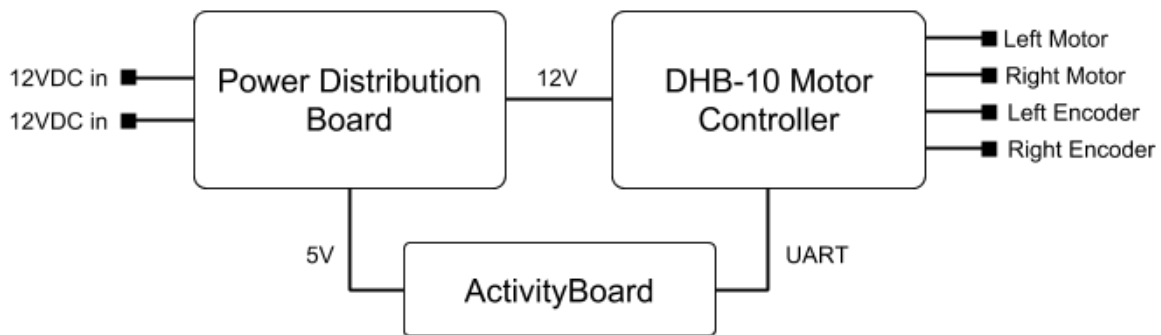 12VDC in
12VDC in
Power Distribution
Board
12V
DHB-10 Motor
Controller
Left Motor
Right Motor
Left Encoder
Right Encoder
5V
ActivityBoard
UART